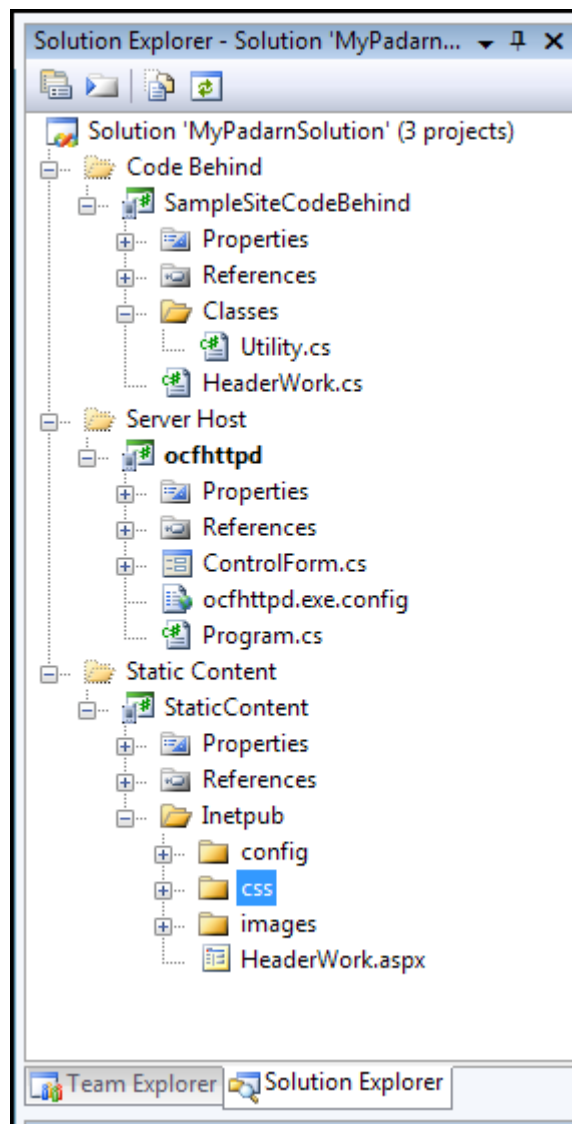 Solution Explorer - Solution 'MyPadarn...
Solution 'MyPadarnSolution' (3 projects)
Code Behind
SampleSiteCodeBehind
Properties
References
Classes
Utility.cs
HeaderWork.cs
Server Host
ocfhttpd
Properties
References
ControlForm.cs
ocfhttpd.exe.config
Program.cs
Static Content
StaticContent
Properties
References
Inetpub
config
css
images
HeaderWork.aspx
Team Explorer Solution Explorer